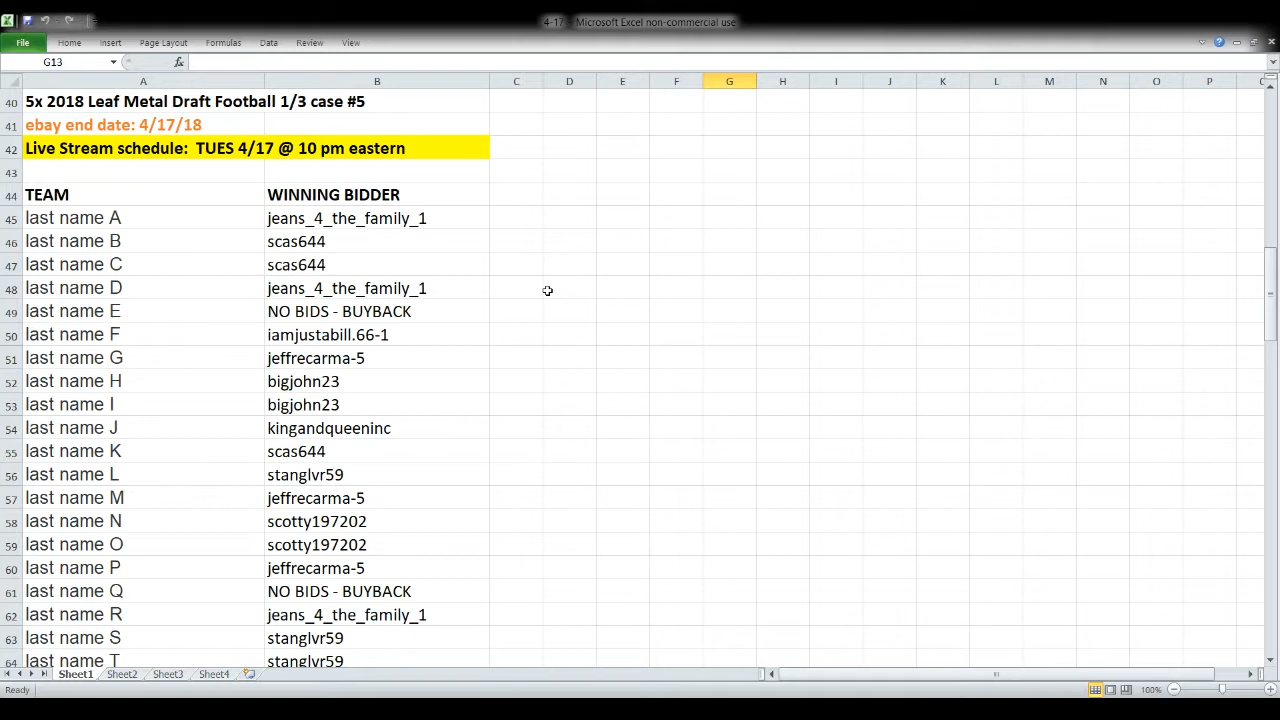 4-17 Microsoft Excel non-commercial use
File Home Insert Page Layout Formulas Data Review View
G13 fx
A B C D E F G H I J K L M N O P
40 5x 2018 Leaf Metal Draft Football 1/3 case #5
41 ebay end date: 4/17/18
42 Live Stream schedule: TUES 4/17 @ 10 pm eastern
43
44 TEAM WINNING BIDDER
45 last name A jeans_4_the_family_1
46 last name B scas644
47 last name C scas644
48 last name D jeans_4_the_family_1
49 last name E NO BIDS - BUYBACK
50 last name F iamjustabill.66-1
51 last name G jeffrecarma-5
52 last name H bigjohn23
53 last name I bigjohn23
54 last name J kingandqueeninc
55 last name K scas644
56 last name L stanglvr59
57 last name M jeffrecarma-5
58 last name N scotty197202
59 last name O scotty197202
60 last name P jeffrecarma-5
61 last name Q NO BIDS - BUYBACK
62 last name R jeans_4_the_family_1
63 last name S stanglvr59
64 last name T stanglvr59
Sheet1 Sheet2 Sheet3 Sheet4
Ready 100%